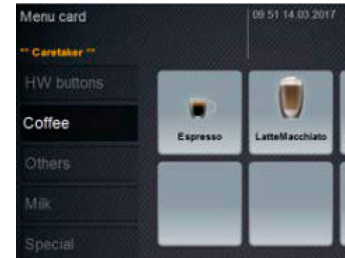 Menu card
09 51 14.03.2017
** Caretaker **
HW buttons
Coffee
Espresso
LatteMacchiato
Others
Milk
Special